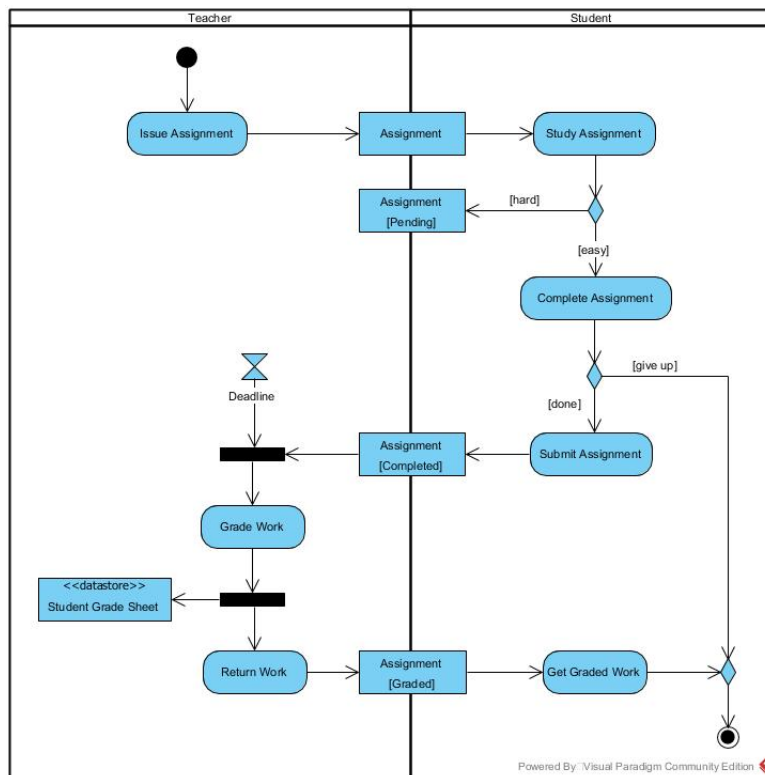 Teacher
Student
Issue Assignment
Assignment
Study Assignment
Assignment
[Pending]
[hard]
[easy]
Complete Assignment
Deadline
[give up]
[done]
Assignment
[Completed]
Submit Assignment
Grade Work
<<datastore>>
Student Grade Sheet
Return Work
Assignment
[Graded]
Get Graded Work
Powered By Visual Paradigm Community Edition